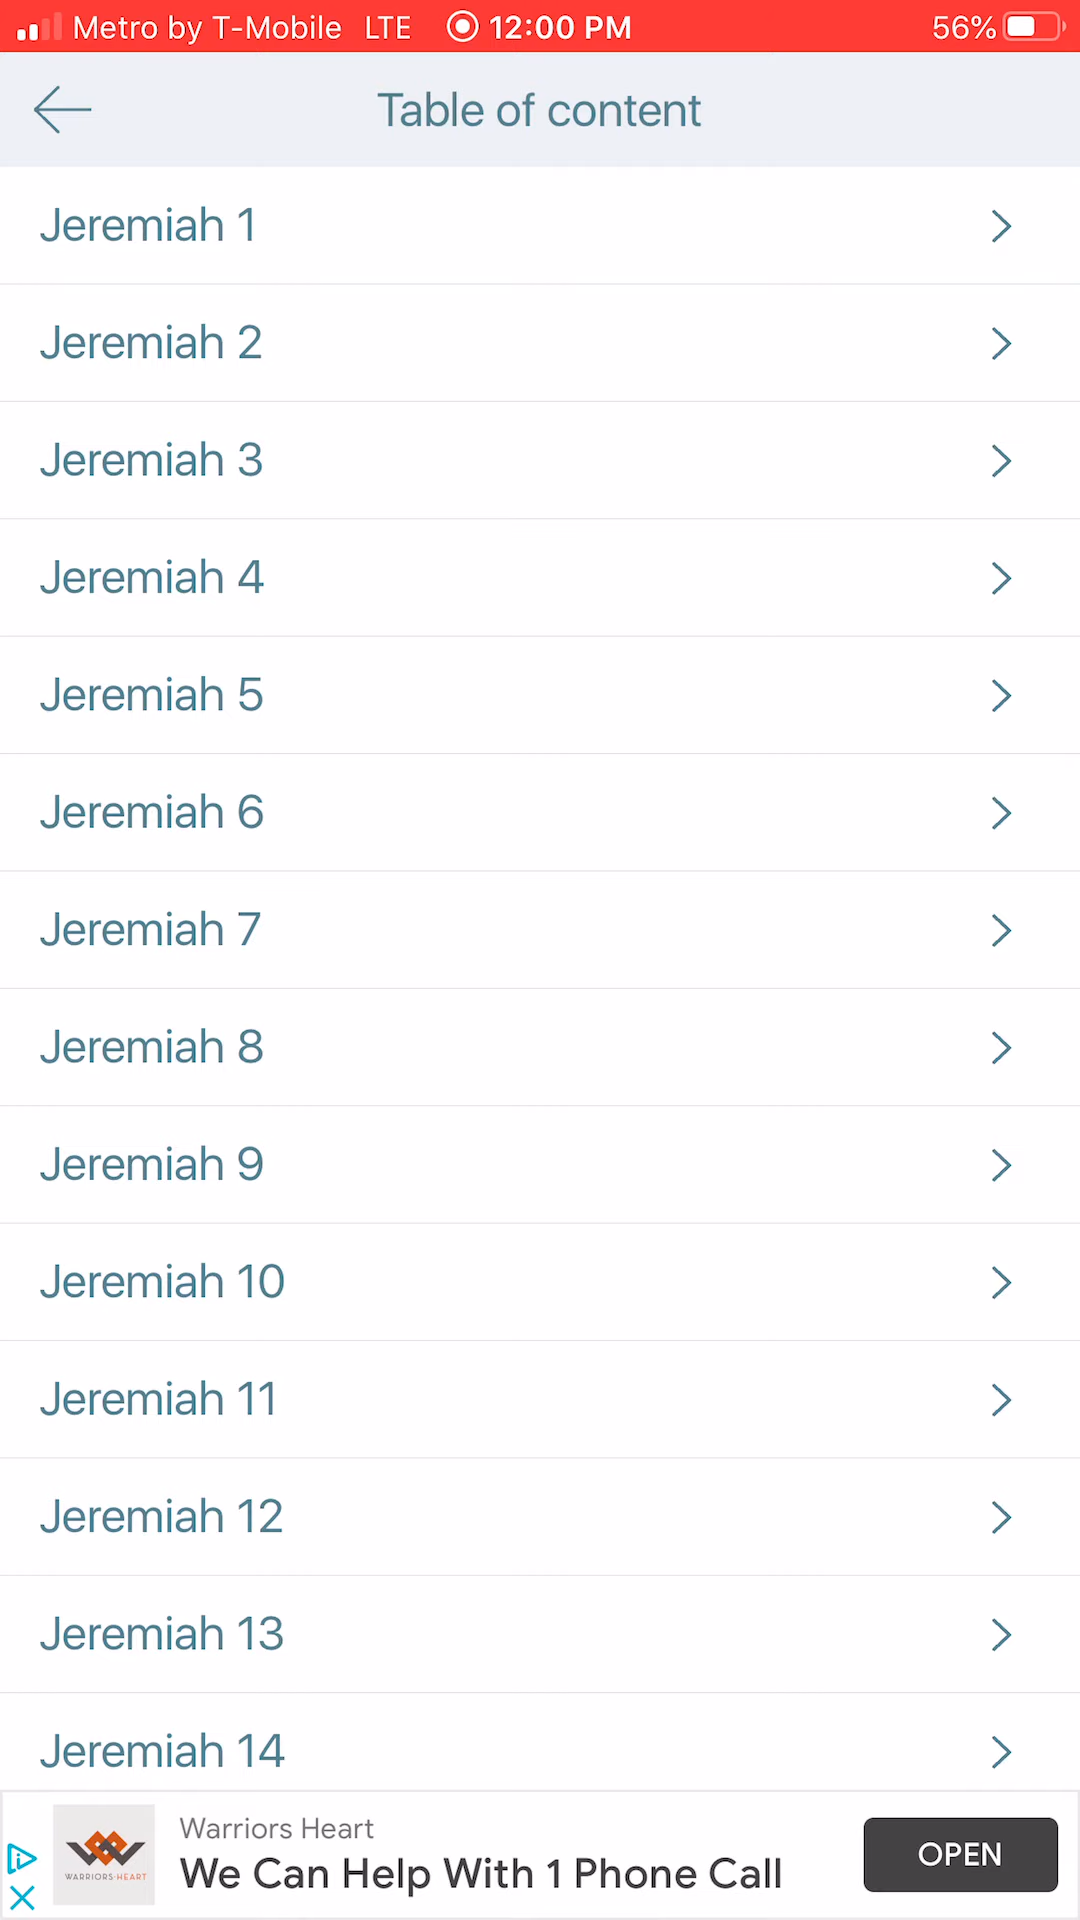 Metro by T-Mobile LTE 12:00 PM 56%
Table of content
Jeremiah 1
Jeremiah 2
Jeremiah 3
Jeremiah 4
Jeremiah 5
Jeremiah 6
Jeremiah 7
Jeremiah 8
Jeremiah 9
Jeremiah 10
Jeremiah 11
Jeremiah 12
Jeremiah 13
Jeremiah 14
Warriors Heart
We Can Help With 1 Phone Call
OPEN
WARRIORS HEART